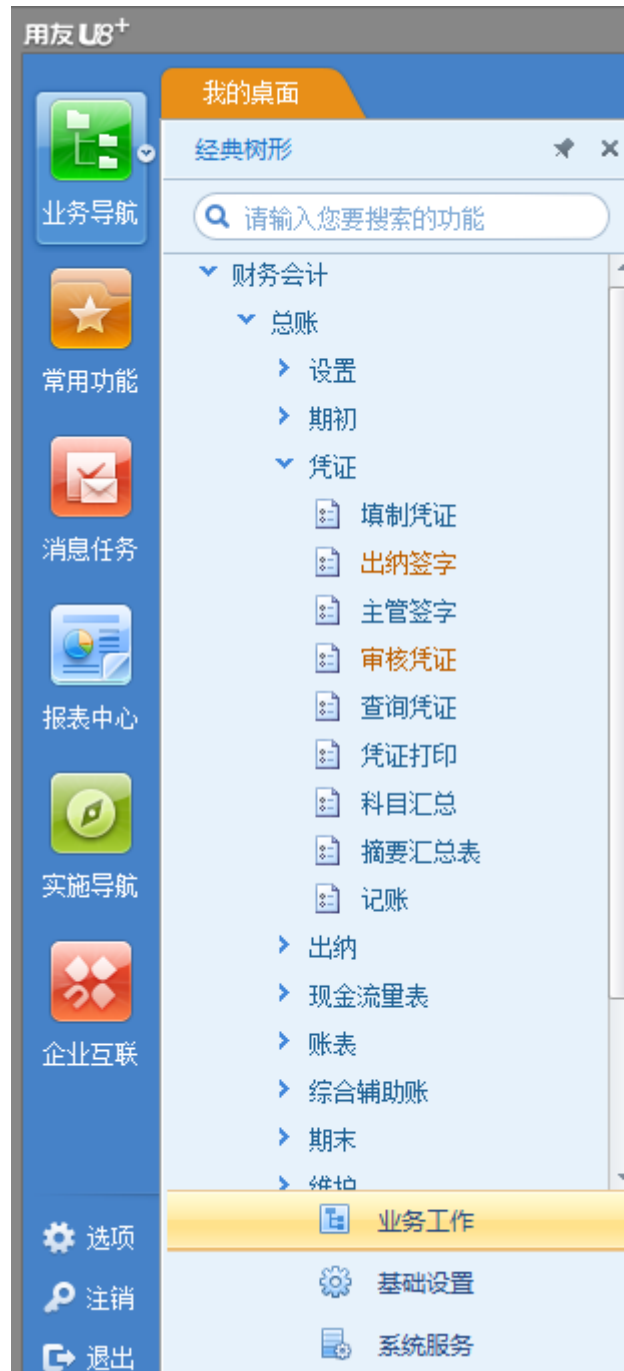 用友U8+
我的桌面
经典树形
业务导航
请输入您要搜索的功能
财务会计
总账
设置
常用功能
期初
凭证
填制凭证
消息任务
出纳签字
主管签字
审核凭证
报表中心
查询凭证
凭证打印
科目汇总
摘要汇总表
实施导航
记账
出纳
现金流量表
企业互联
账表
综合辅助账
期末
维护
业务工作
选项
基础设置
注销
系统服务
退出